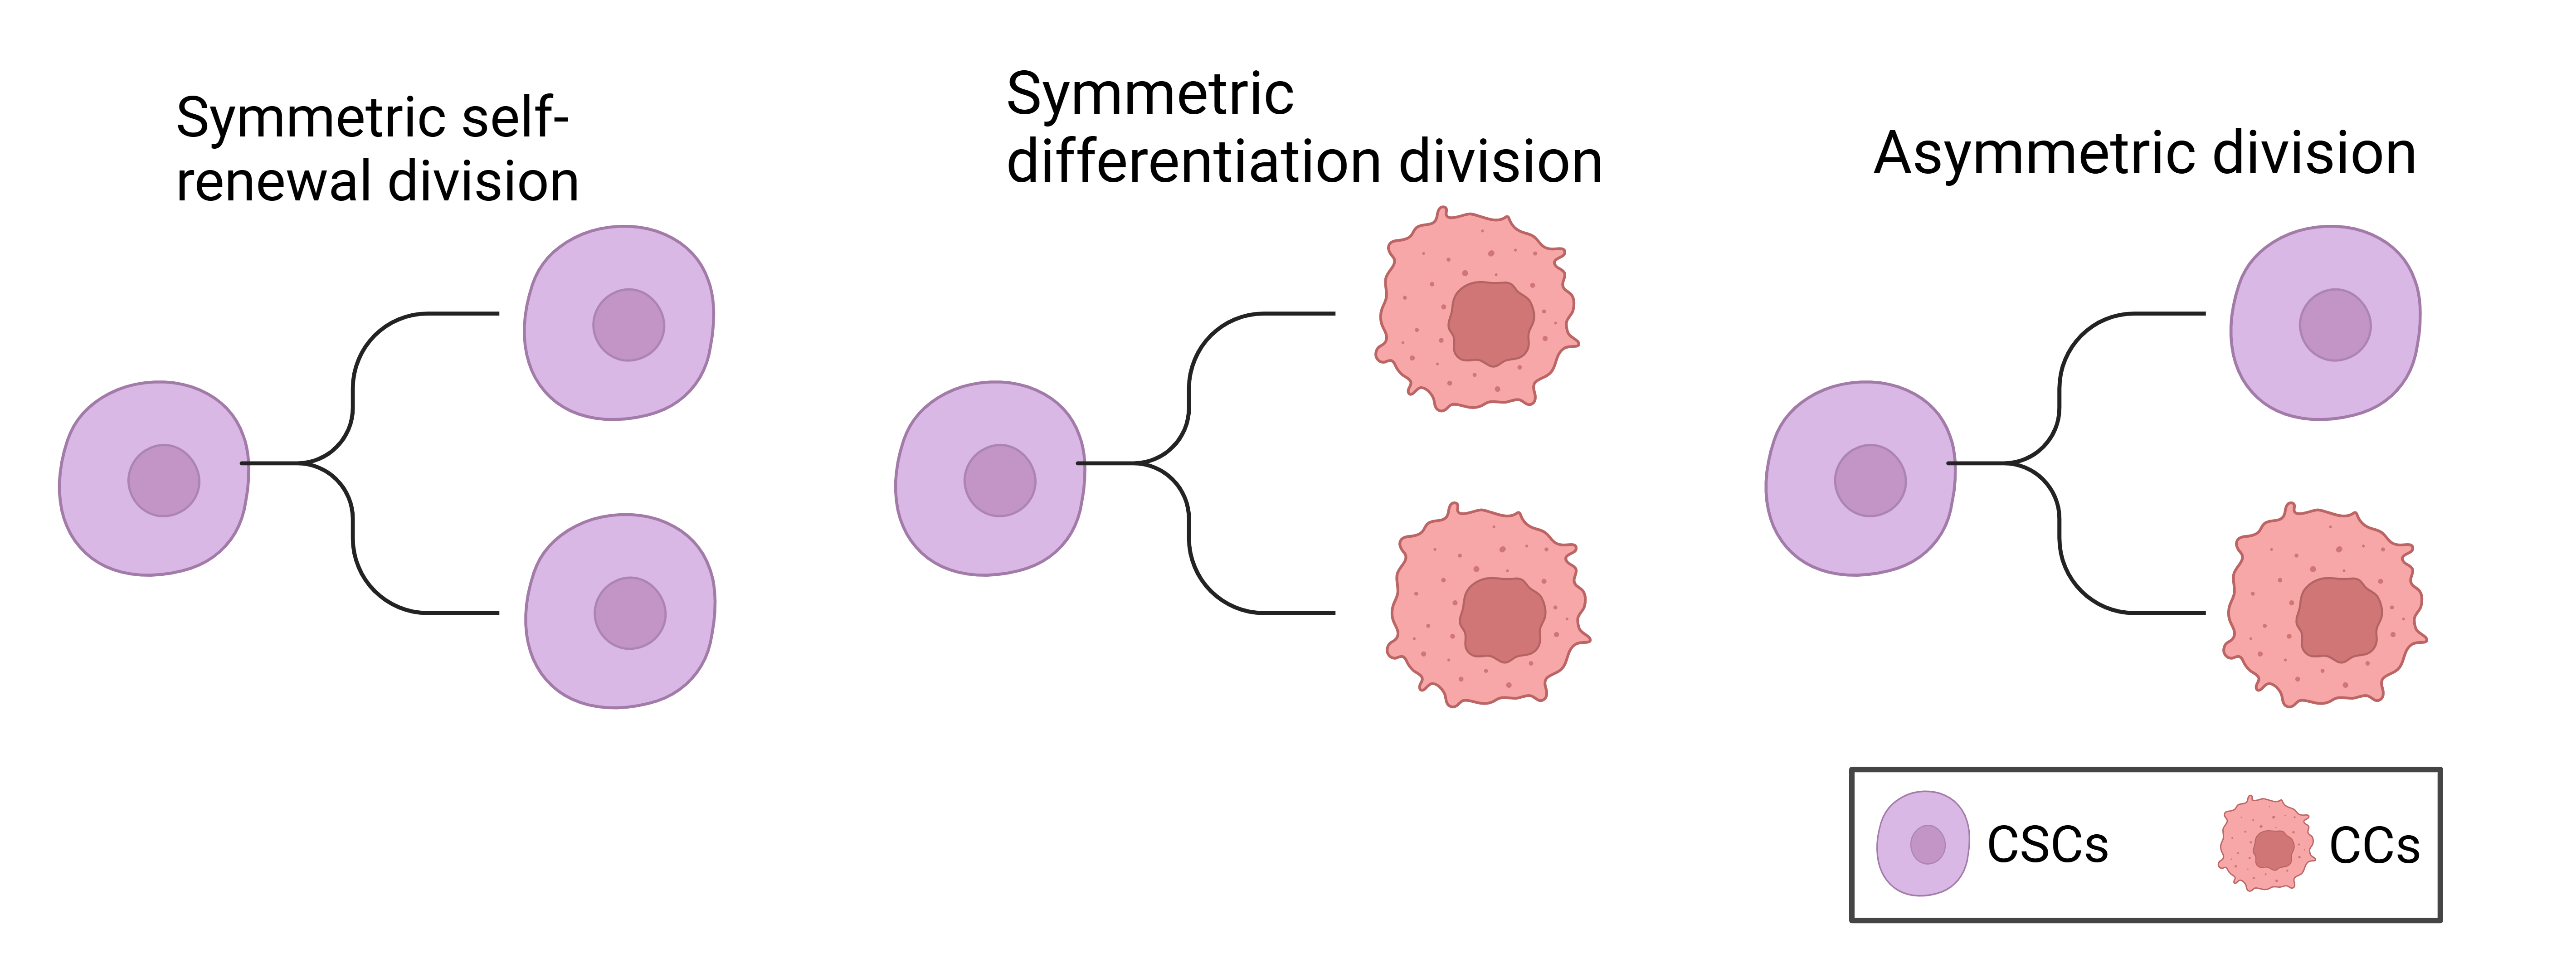 Symmetric self-
renewal division
Symmetric
differentiation division
Asymmetric division
CSCs
CCs